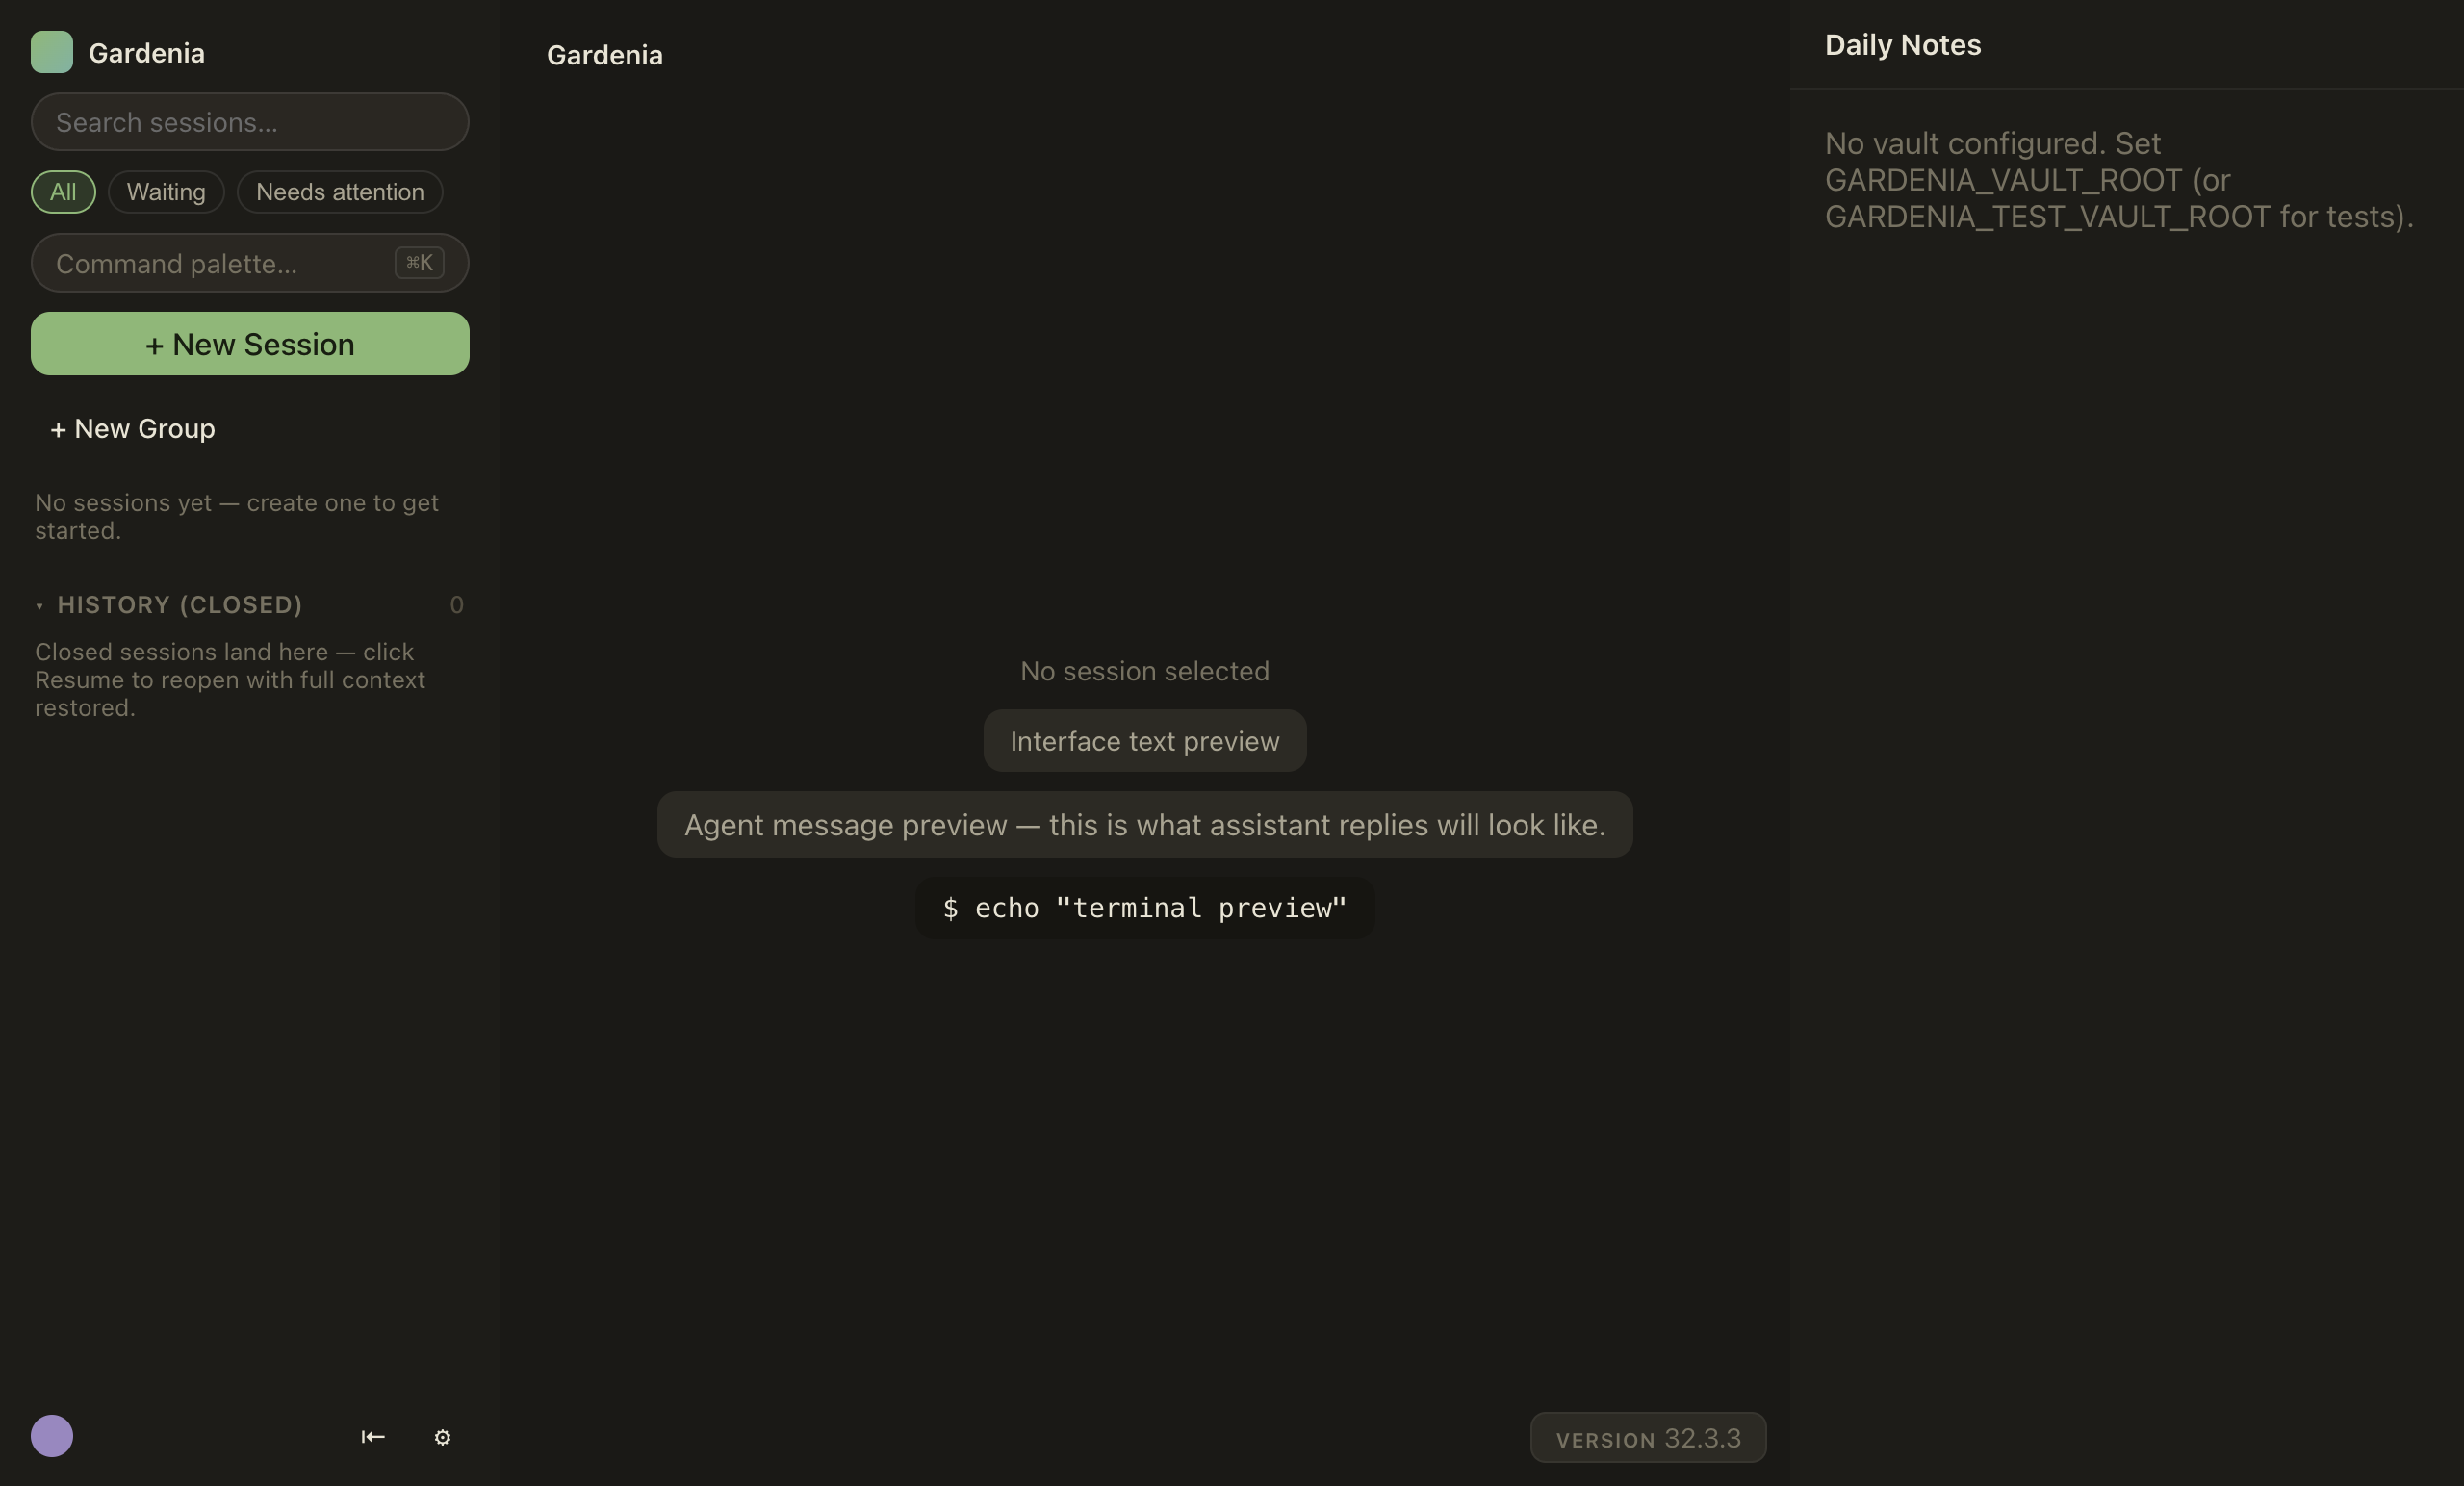 Gardenia
Search sessions...
All Waiting Needs attention
Command palette... ⌘K
+ New Session
+ New Group
No sessions yet — create one to get
started.
▾ HISTORY (CLOSED) 0
Closed sessions land here — click
Resume to reopen with full context
restored.
Gardenia
No session selected
Interface text preview
Agent message preview — this is what assistant replies will look like.
$ echo "terminal preview"
VERSION 32.3.3
Daily Notes
No vault configured. Set
GARDENIA_VAULT_ROOT (or
GARDENIA_TEST_VAULT_ROOT for tests).